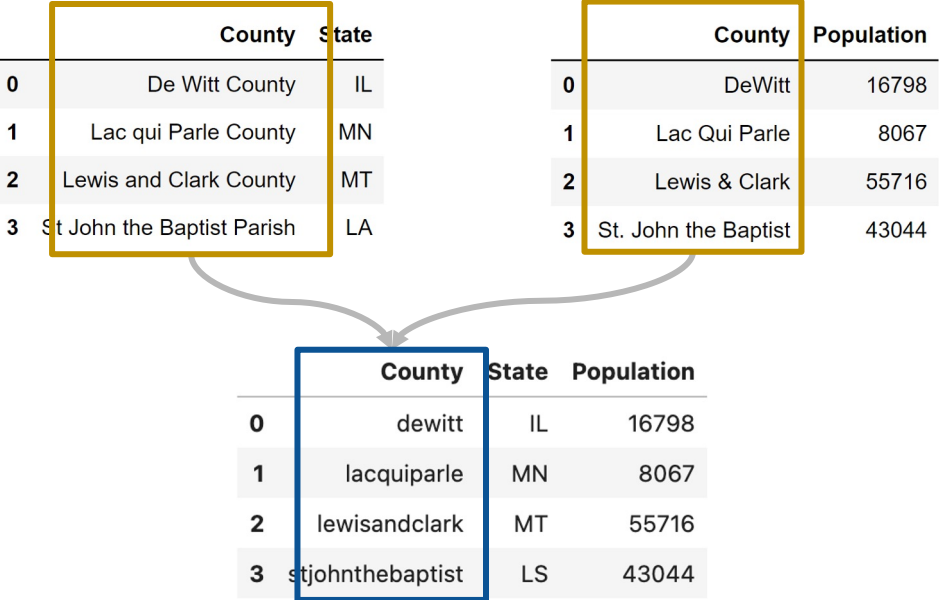 County State
0 De Witt County IL
1 Lac qui Parle County MN
2 Lewis and Clark County MT
3 St John the Baptist Parish LA
County Population
0 DeWitt 16798
1 Lac Qui Parle 8067
2 Lewis & Clark 55716
3 St. John the Baptist 43044
County State Population
0 dewitt IL 16798
1 lacquiparle MN 8067
2 lewisandclark MT 55716
3 stjohnthebaptist LS 43044